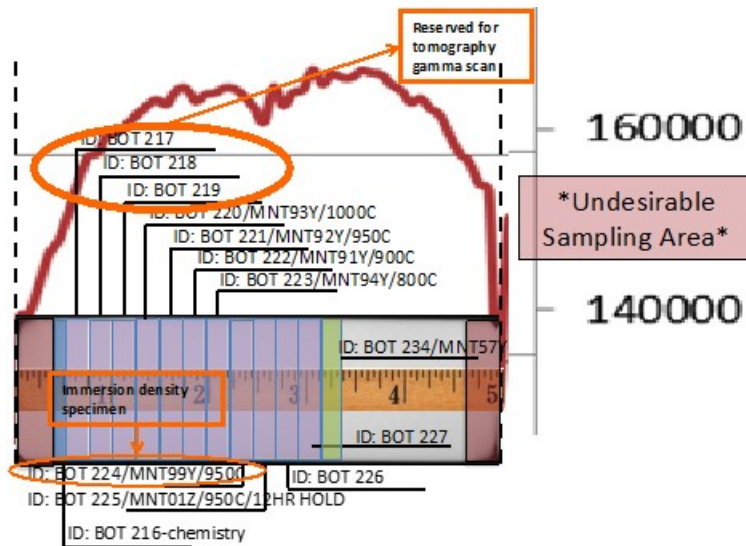 Reserved for
tomography
gamma scan
ID: BOT 217
ID: BOT 218
ID: BOT 219
ID: BOT 220/MNT93Y/1000C
ID: BOT 221/MNT92Y/950C
ID: BOT 222/MNT91Y/900C
ID: BOT 223/MNT94Y/800C
160000
*Undesirable
Sampling Area*
140000
ID: BOT 234/MNT57Y
1 2 3 4 5
Immersion density
specimen
ID: BOT 227
ID: BOT 224/MNT99Y/950C
ID: BOT 226
ID: BOT 225/MNT01Z/950C/12HR HOLD
ID: BOT 216-chemistry